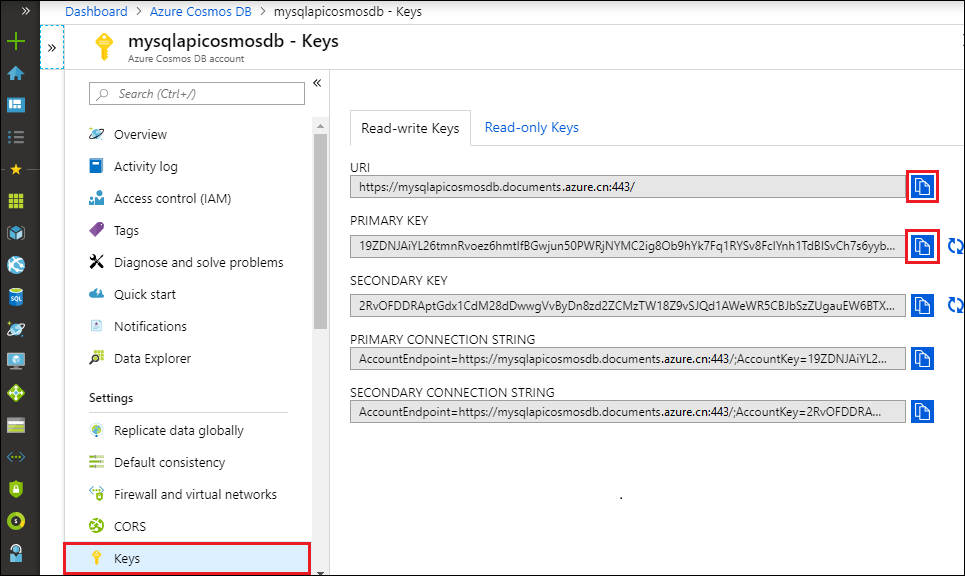 Dashboard > Azure Cosmos DB > mysqlapicosmosdb - Keys
mysqlapicosmosdb - Keys
Azure Cosmos DB account
Search (Ctrl+/)
Overview
Activity log
Access control (IAM)
Tags
Diagnose and solve problems
Quick start
Notifications
Data Explorer
Settings
Replicate data globally
Default consistency
Firewall and virtual networks
CORS
Keys
Read-write Keys
Read-only Keys
URI
https://mysqlapicosmosdb.documents.azure.cn:443/
PRIMARY KEY
19ZDNJAiYL26tmnRvoez6hmtlfBGwjun50PWRjNYMC2ig8Ob9hYk7Fq1RYSv8FcIYnh1TdBISvCh7s6yyb...
SECONDARY KEY
2RvOFDDRAptGdx1CdM28dDwwgVvByDn8zd2ZCMzTW18Z9vSJQd1AWeWR5CBJbSzZUgauEW6BTX...
PRIMARY CONNECTION STRING
AccountEndpoint=https://mysqlapicosmosdb.documents.azure.cn:443/;AccountKey=19ZDNJAiYL2...
SECONDARY CONNECTION STRING
AccountEndpoint=https://mysqlapicosmosdb.documents.azure.cn:443/;AccountKey=2RvOFDDRA...